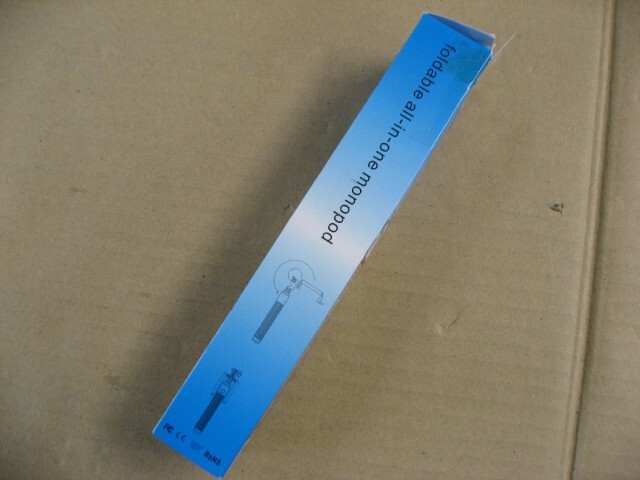 foldable all-in-one monopod
FC CE RoHS